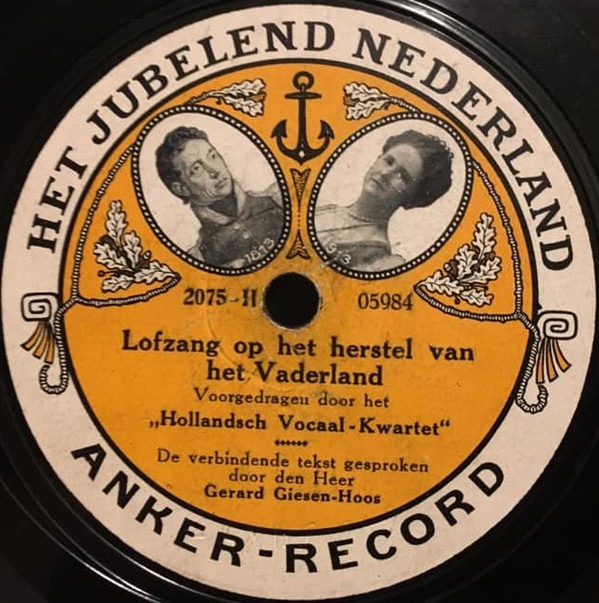 HET JUBELEND NEDERLAND
1813
1913
2075-II
05984
Lofzang op het herstel van
het Vaderland
Voorgedragen door het
„Hollandsch Vocaal-Kwartet“
De verbindende tekst gesproken
door den Heer
Gerard Giesen-Hoos
ANKER-RECORD